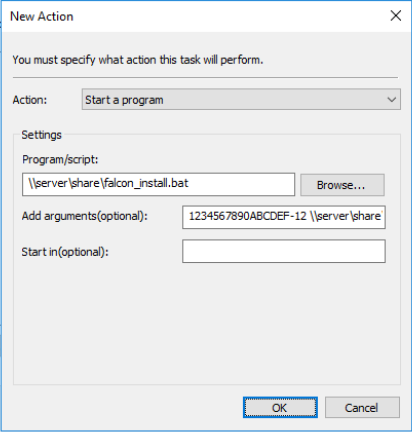 New Action
You must specify what action this task will perform.
Action: Start a program
Settings
Program/script:
\\server\share\falcon_install.bat Browse...
Add arguments(optional): 1234567890ABCDEF-12 \\server\share
Start in(optional):
OK Cancel